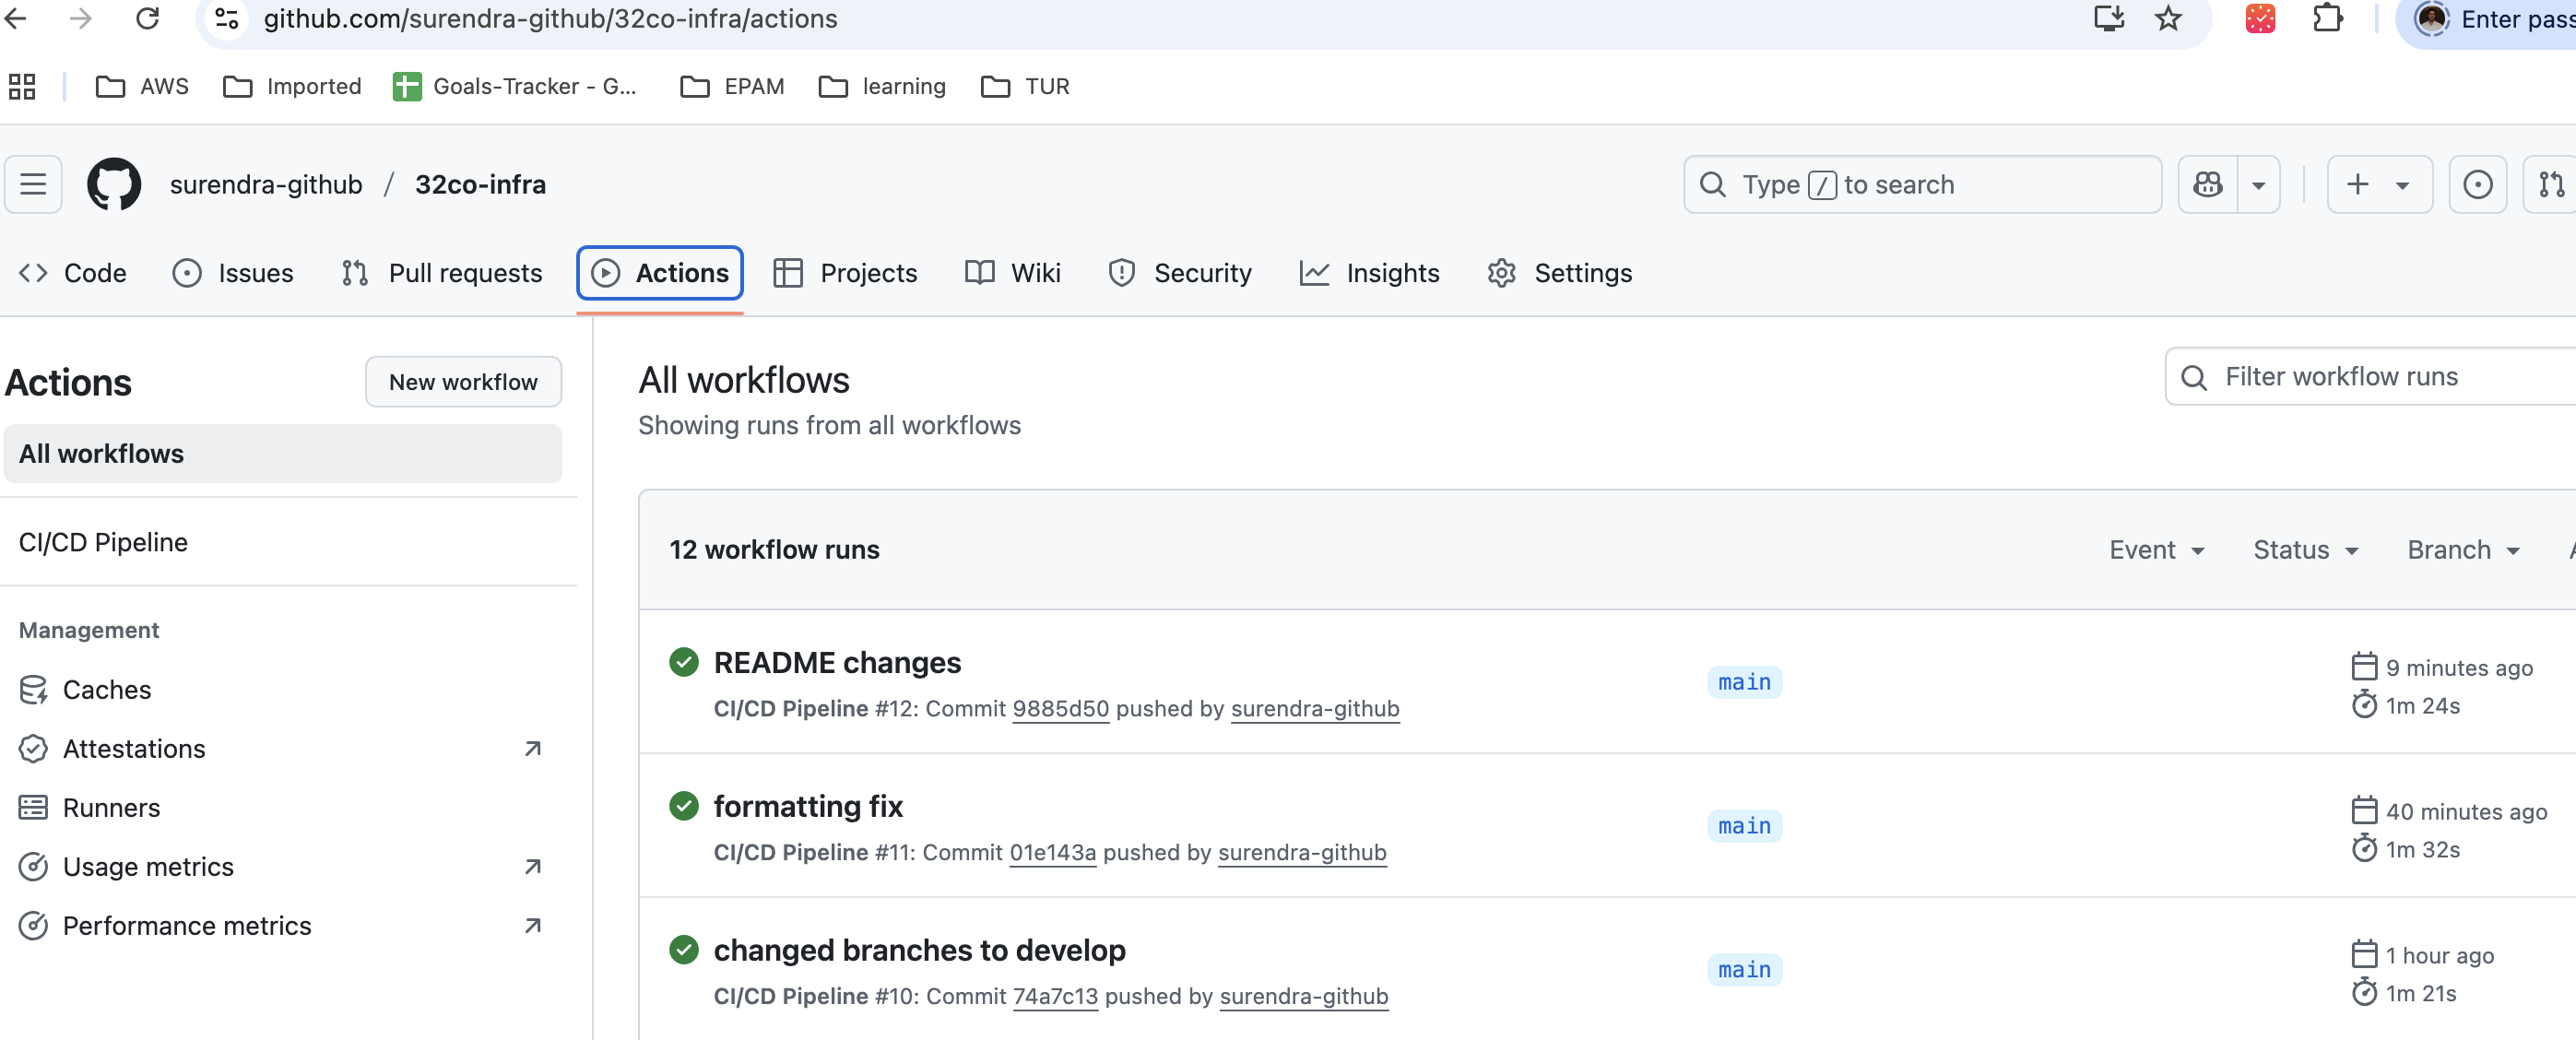 github.com/surendra-github/32co-infra/actions
Enter pass
AWS Imported Goals-Tracker - G... EPAM learning TUR
surendra-github / 32co-infra
Type / to search
Code Issues Pull requests Actions Projects Wiki Security Insights Settings
Actions
New workflow
All workflows
CI/CD Pipeline
Management
Caches
Attestations
Runners
Usage metrics
Performance metrics
All workflows
Showing runs from all workflows
Filter workflow runs
12 workflow runs
Event Status Branch
README changes
CI/CD Pipeline #12: Commit 9885d50 pushed by surendra-github
main
9 minutes ago
1m 24s
formatting fix
CI/CD Pipeline #11: Commit 01e143a pushed by surendra-github
main
40 minutes ago
1m 32s
changed branches to develop
CI/CD Pipeline #10: Commit 74a7c13 pushed by surendra-github
main
1 hour ago
1m 21s